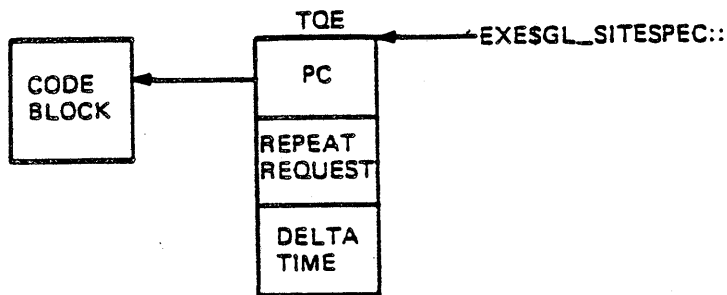 TQE
EXE$GL_SITESPEC::
CODE
BLOCK
PC
REPEAT
REQUEST
DELTA
TIME